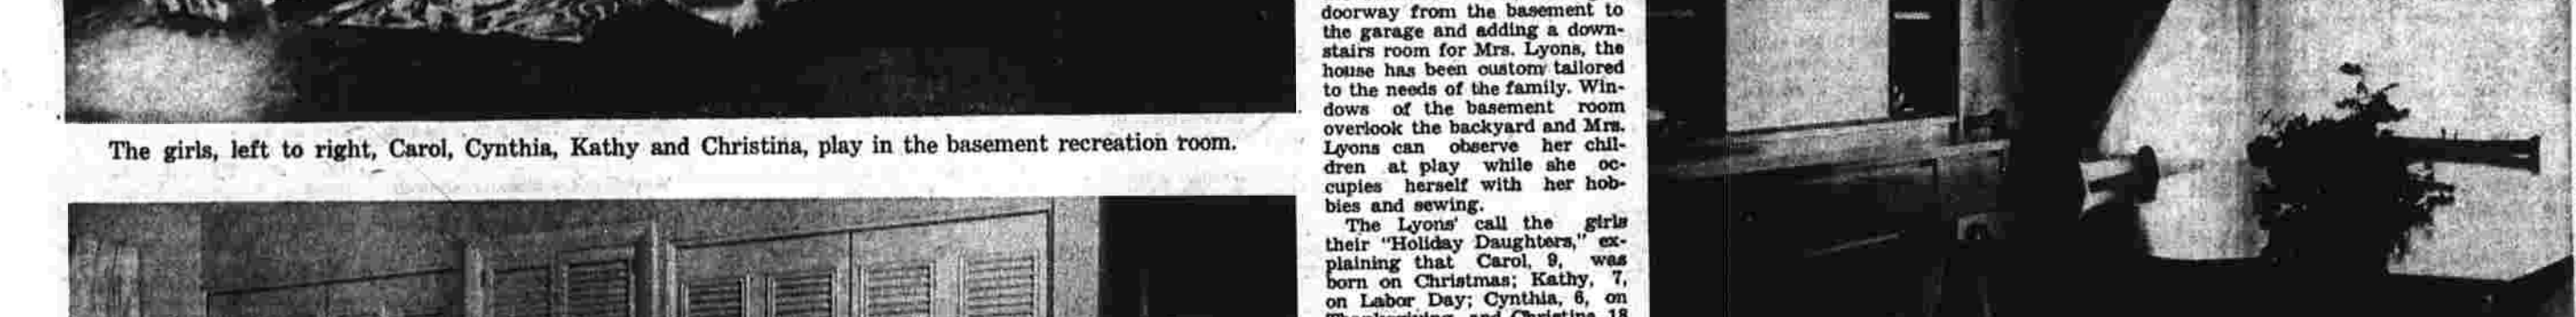 The girls, left to right, Carol, Cynthia, Kathy and Christina, play in the basement recreation room.
doorway from the basement to
the garage and adding a down-
stairs room for Mrs. Lyons, the
house has been custom tailored
to the needs of the family. Win-
dows of the basement room
overlook the backyard and Mrs.
Lyons can observe her chil-
dren at play while she oc-
cupies herself with her hob-
bies and sewing.
The Lyons' call the girls
their "Holiday Daughters," ex-
plaining that Carol, 9, was
born on Christmas; Kathy, 7,
on Labor Day; Cynthia, 6, on
Thanksgiving, and Christina 18